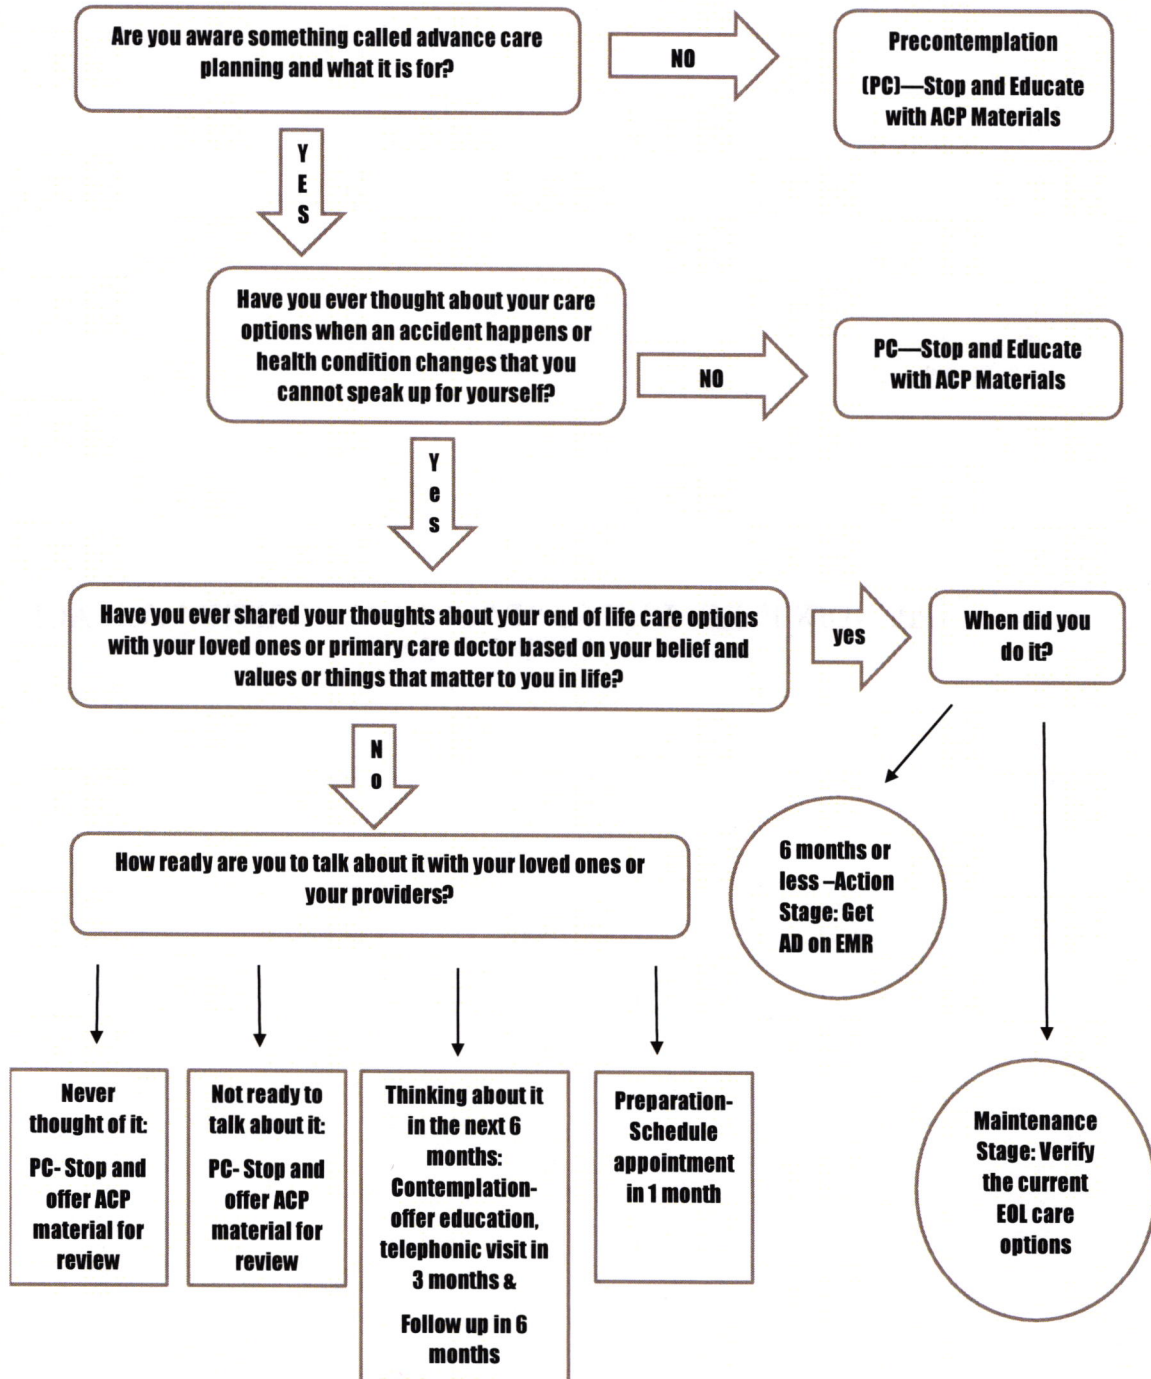 Are you aware something called advance care
planning and what it is for?
NO
Precontemplation
(PC)—Stop and Educate
with ACP Materials
Y
E
S
Have you ever thought about your care
options when an accident happens or
health condition changes that you
cannot speak up for yourself?
NO
PC—Stop and Educate
with ACP Materials
Y
e
s
Have you ever shared your thoughts about your end of life care options
with your loved ones or primary care doctor based on your belief and
values or things that matter to you in life?
yes
When did you
do it?
N
o
How ready are you to talk about it with your loved ones or
your providers?
6 months or
less –Action
Stage: Get
AD on EMR
Never
thought of it:
PC- Stop and
offer ACP
material for
review
Not ready to
talk about it:
PC- Stop and
offer ACP
material for
review
Thinking about it
in the next 6
months:
Contemplation-
offer education,
telephonic visit in
3 months &
Follow up in 6
months
Preparation-
Schedule
appointment
in 1 month
Maintenance
Stage: Verify
the current
EOL care
options